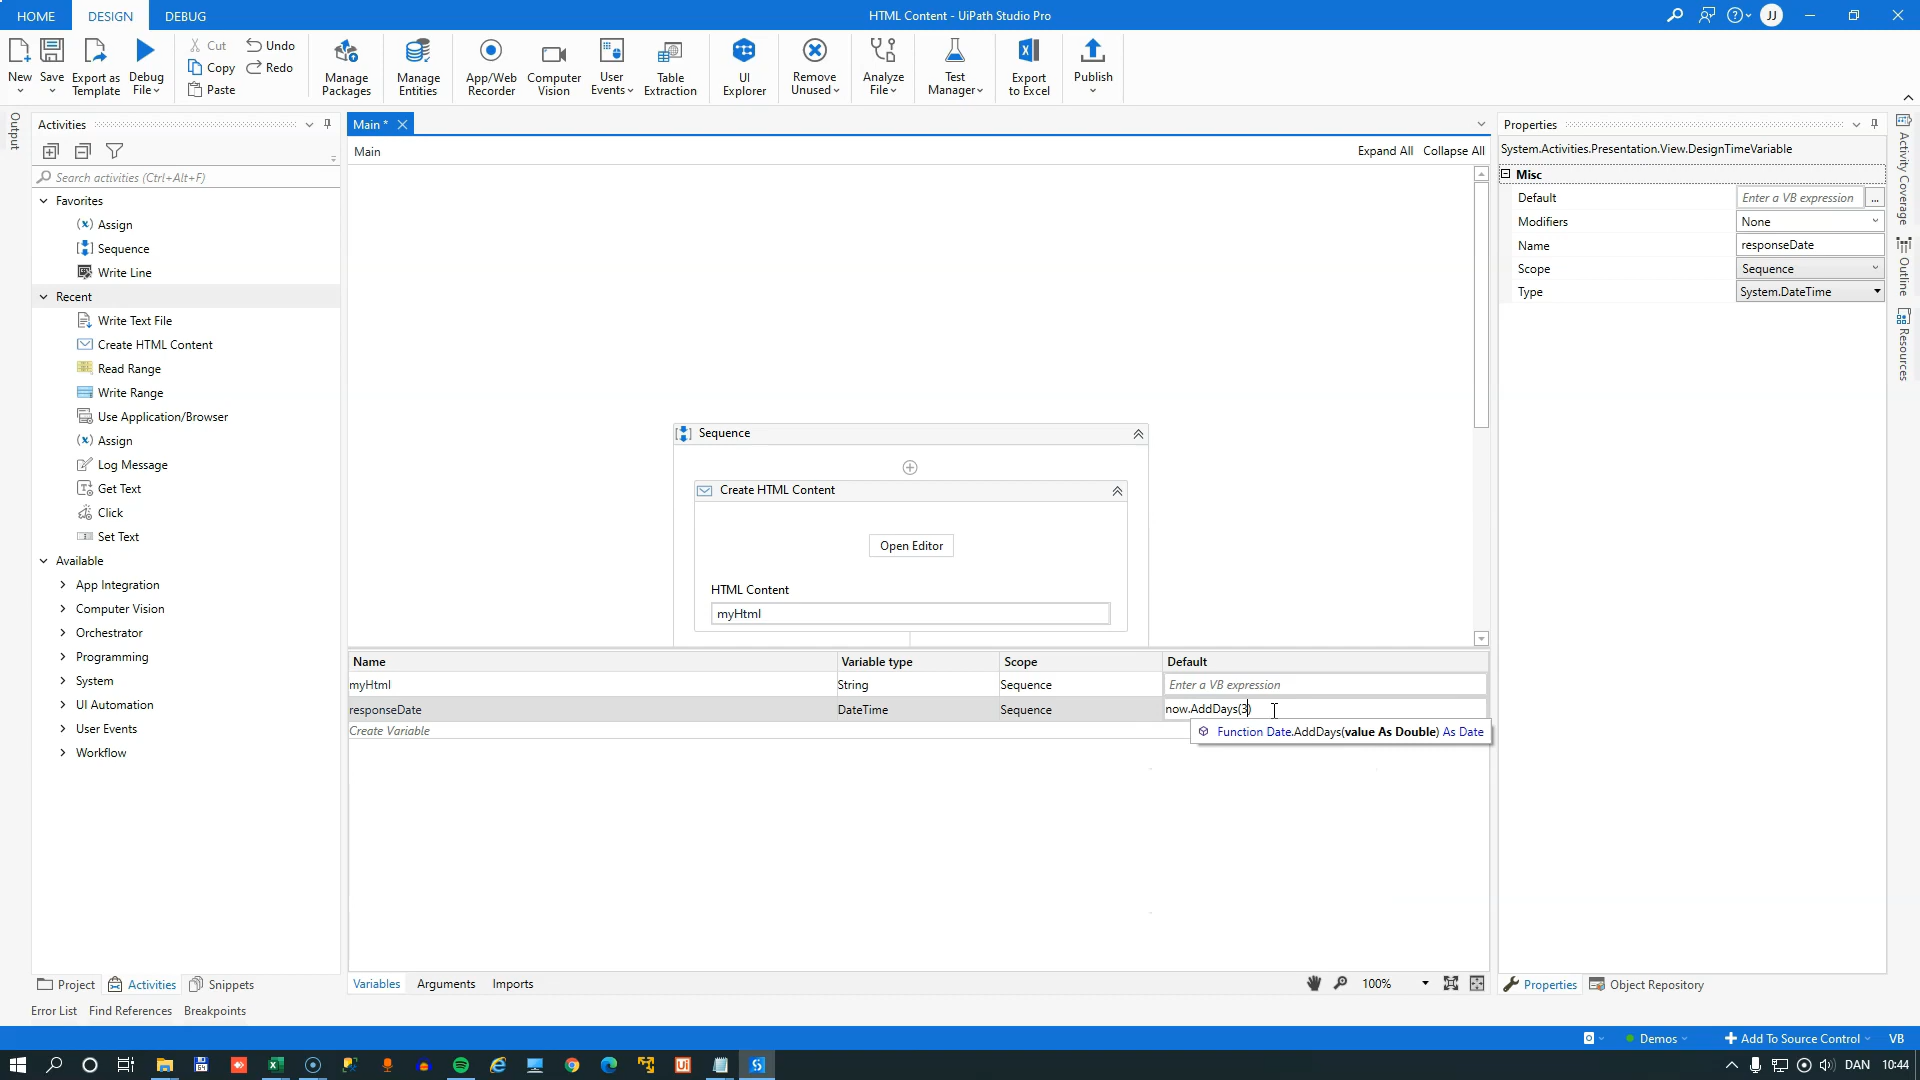 HOME DESIGN DEBUG HTML Content - UiPath Studio Pro JJ
New Save Export as Template Debug File Cut Copy Paste Undo Redo
Manage Packages
Manage Entities
App/Web Recorder
Computer Vision
User Events
Table Extraction
UI Explorer
Remove Unused
Analyze File
Test Manager
Export to Excel
Publish
Output
Activities
Search activities (Ctrl+Alt+F)
Favorites
Assign
Sequence
Write Line
Recent
Write Text File
Create HTML Content
Read Range
Write Range
Use Application/Browser
Assign
Log Message
Get Text
Click
Set Text
Available
App Integration
Computer Vision
Orchestrator
Programming
System
UI Automation
User Events
Workflow
Project Activities Snippets
Main *
Main Expand All Collapse All
Sequence
Create HTML Content
Open Editor
HTML Content
myHtml
Name Variable type Scope Default
myHtml String Sequence Enter a VB expression
responseDate DateTime Sequence now.AddDays(3)
Create Variable
Function Date.AddDays(value As Double) As Date
Variables Arguments Imports 100%
Properties
System.Activities.Presentation.View.DesignTimeVariable
Misc
Default Enter a VB expression ...
Modifiers None
Name responseDate
Scope Sequence
Type System.DateTime
Properties Object Repository
Activity Coverage
Outline
Resources
Error List Find References Breakpoints
Demos Add To Source Control VB
DAN 10:44